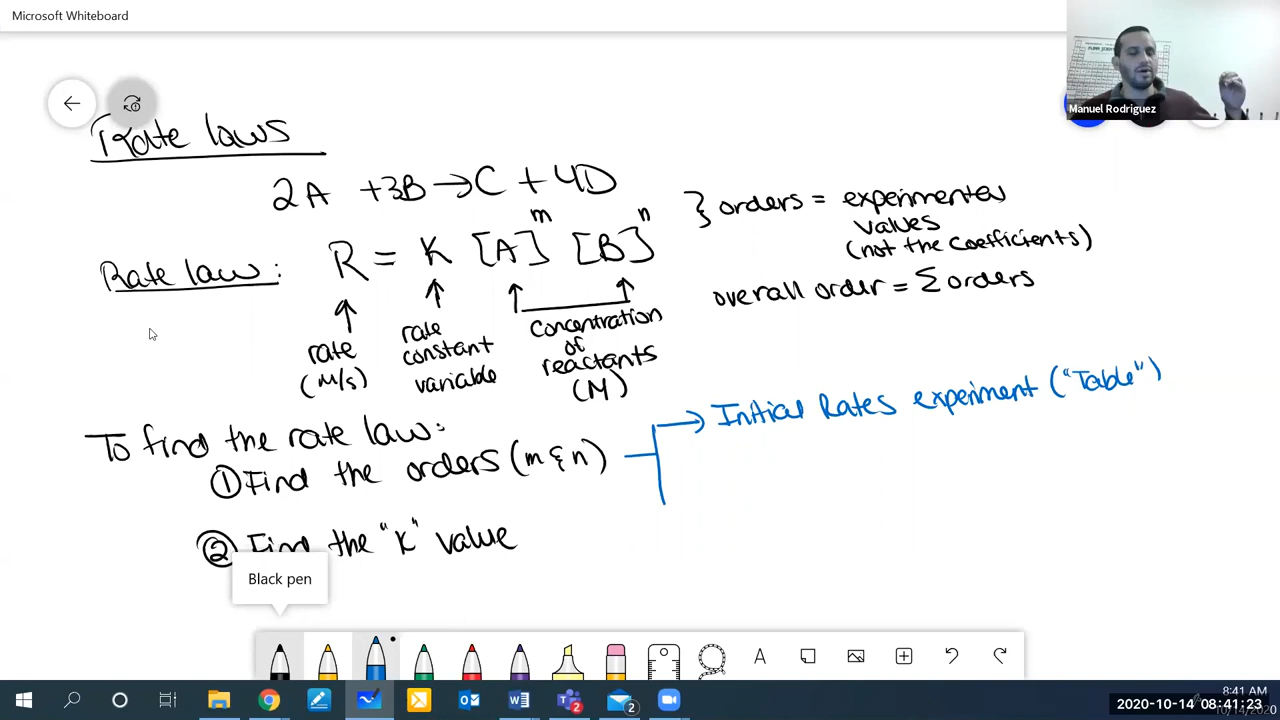 Microsoft Whiteboard
Manuel Rodriguez
Rate laws
2A + 3B → C + 4D
Rate law: R = K [A]^m [B]^n
} orders = experimental
values
(not the coefficients)
overall order = Σ orders
rate
(M/s)
rate
constant
variable
concentration
of
reactants
(M)
To find the rate law:
① Find the orders (m & n)
→ Initial Rates experiment ("Table")
② Find the "K" value
Black pen
A
2
2
8:41 AM
2020-10-14 08:41:23